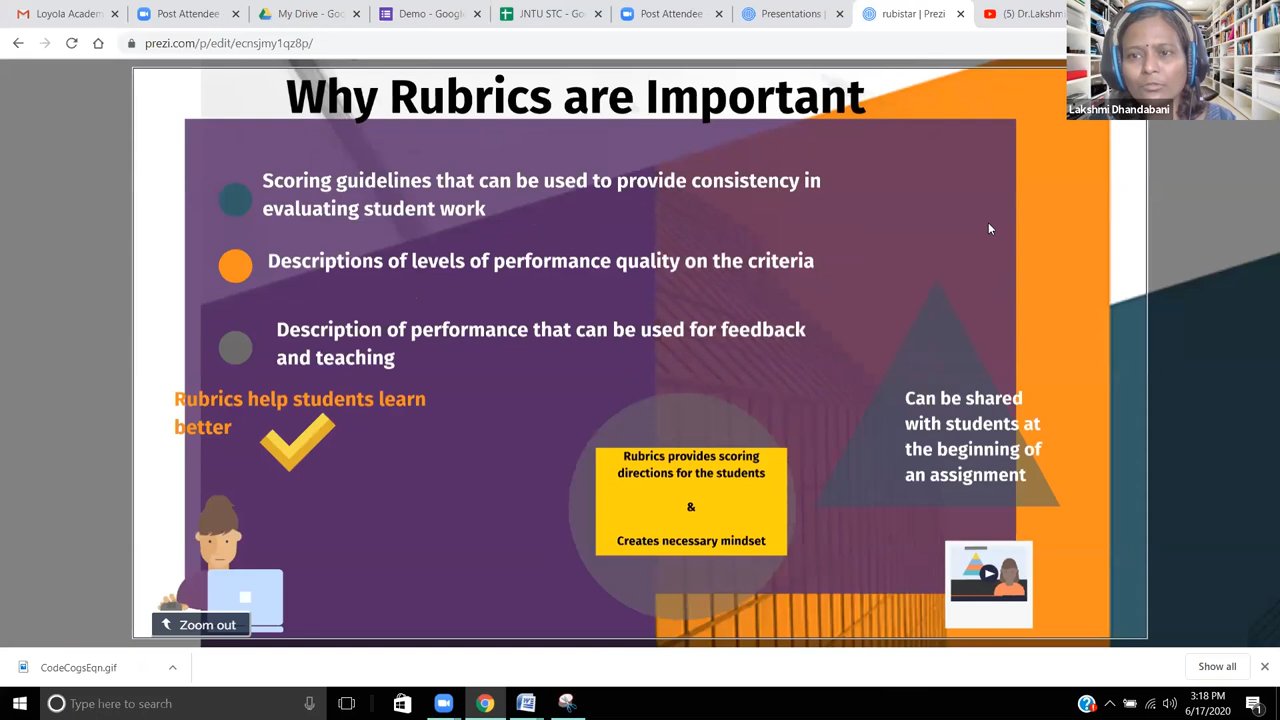 Loyola Academ
Post Attendee
My Drive - Goo
Demo - Googl
JNTU STC - Go
Post Attendee
Presentations |
rubistar | Prezi
(5) Dr.Lakshm
prezi.com/p/edit/ecnsjmy1qz8p/
Lakshmi Dhandabani
Why Rubrics are Important
Scoring guidelines that can be used to provide consistency in
evaluating student work
Descriptions of levels of performance quality on the criteria
Description of performance that can be used for feedback
and teaching
Rubrics help students learn
better
Rubrics provides scoring
directions for the students
&
Creates necessary mindset
Can be shared
with students at
the beginning of
an assignment
Zoom out
CodeCogsEqn.gif
Show all
Type here to search
3:18 PM
6/17/2020